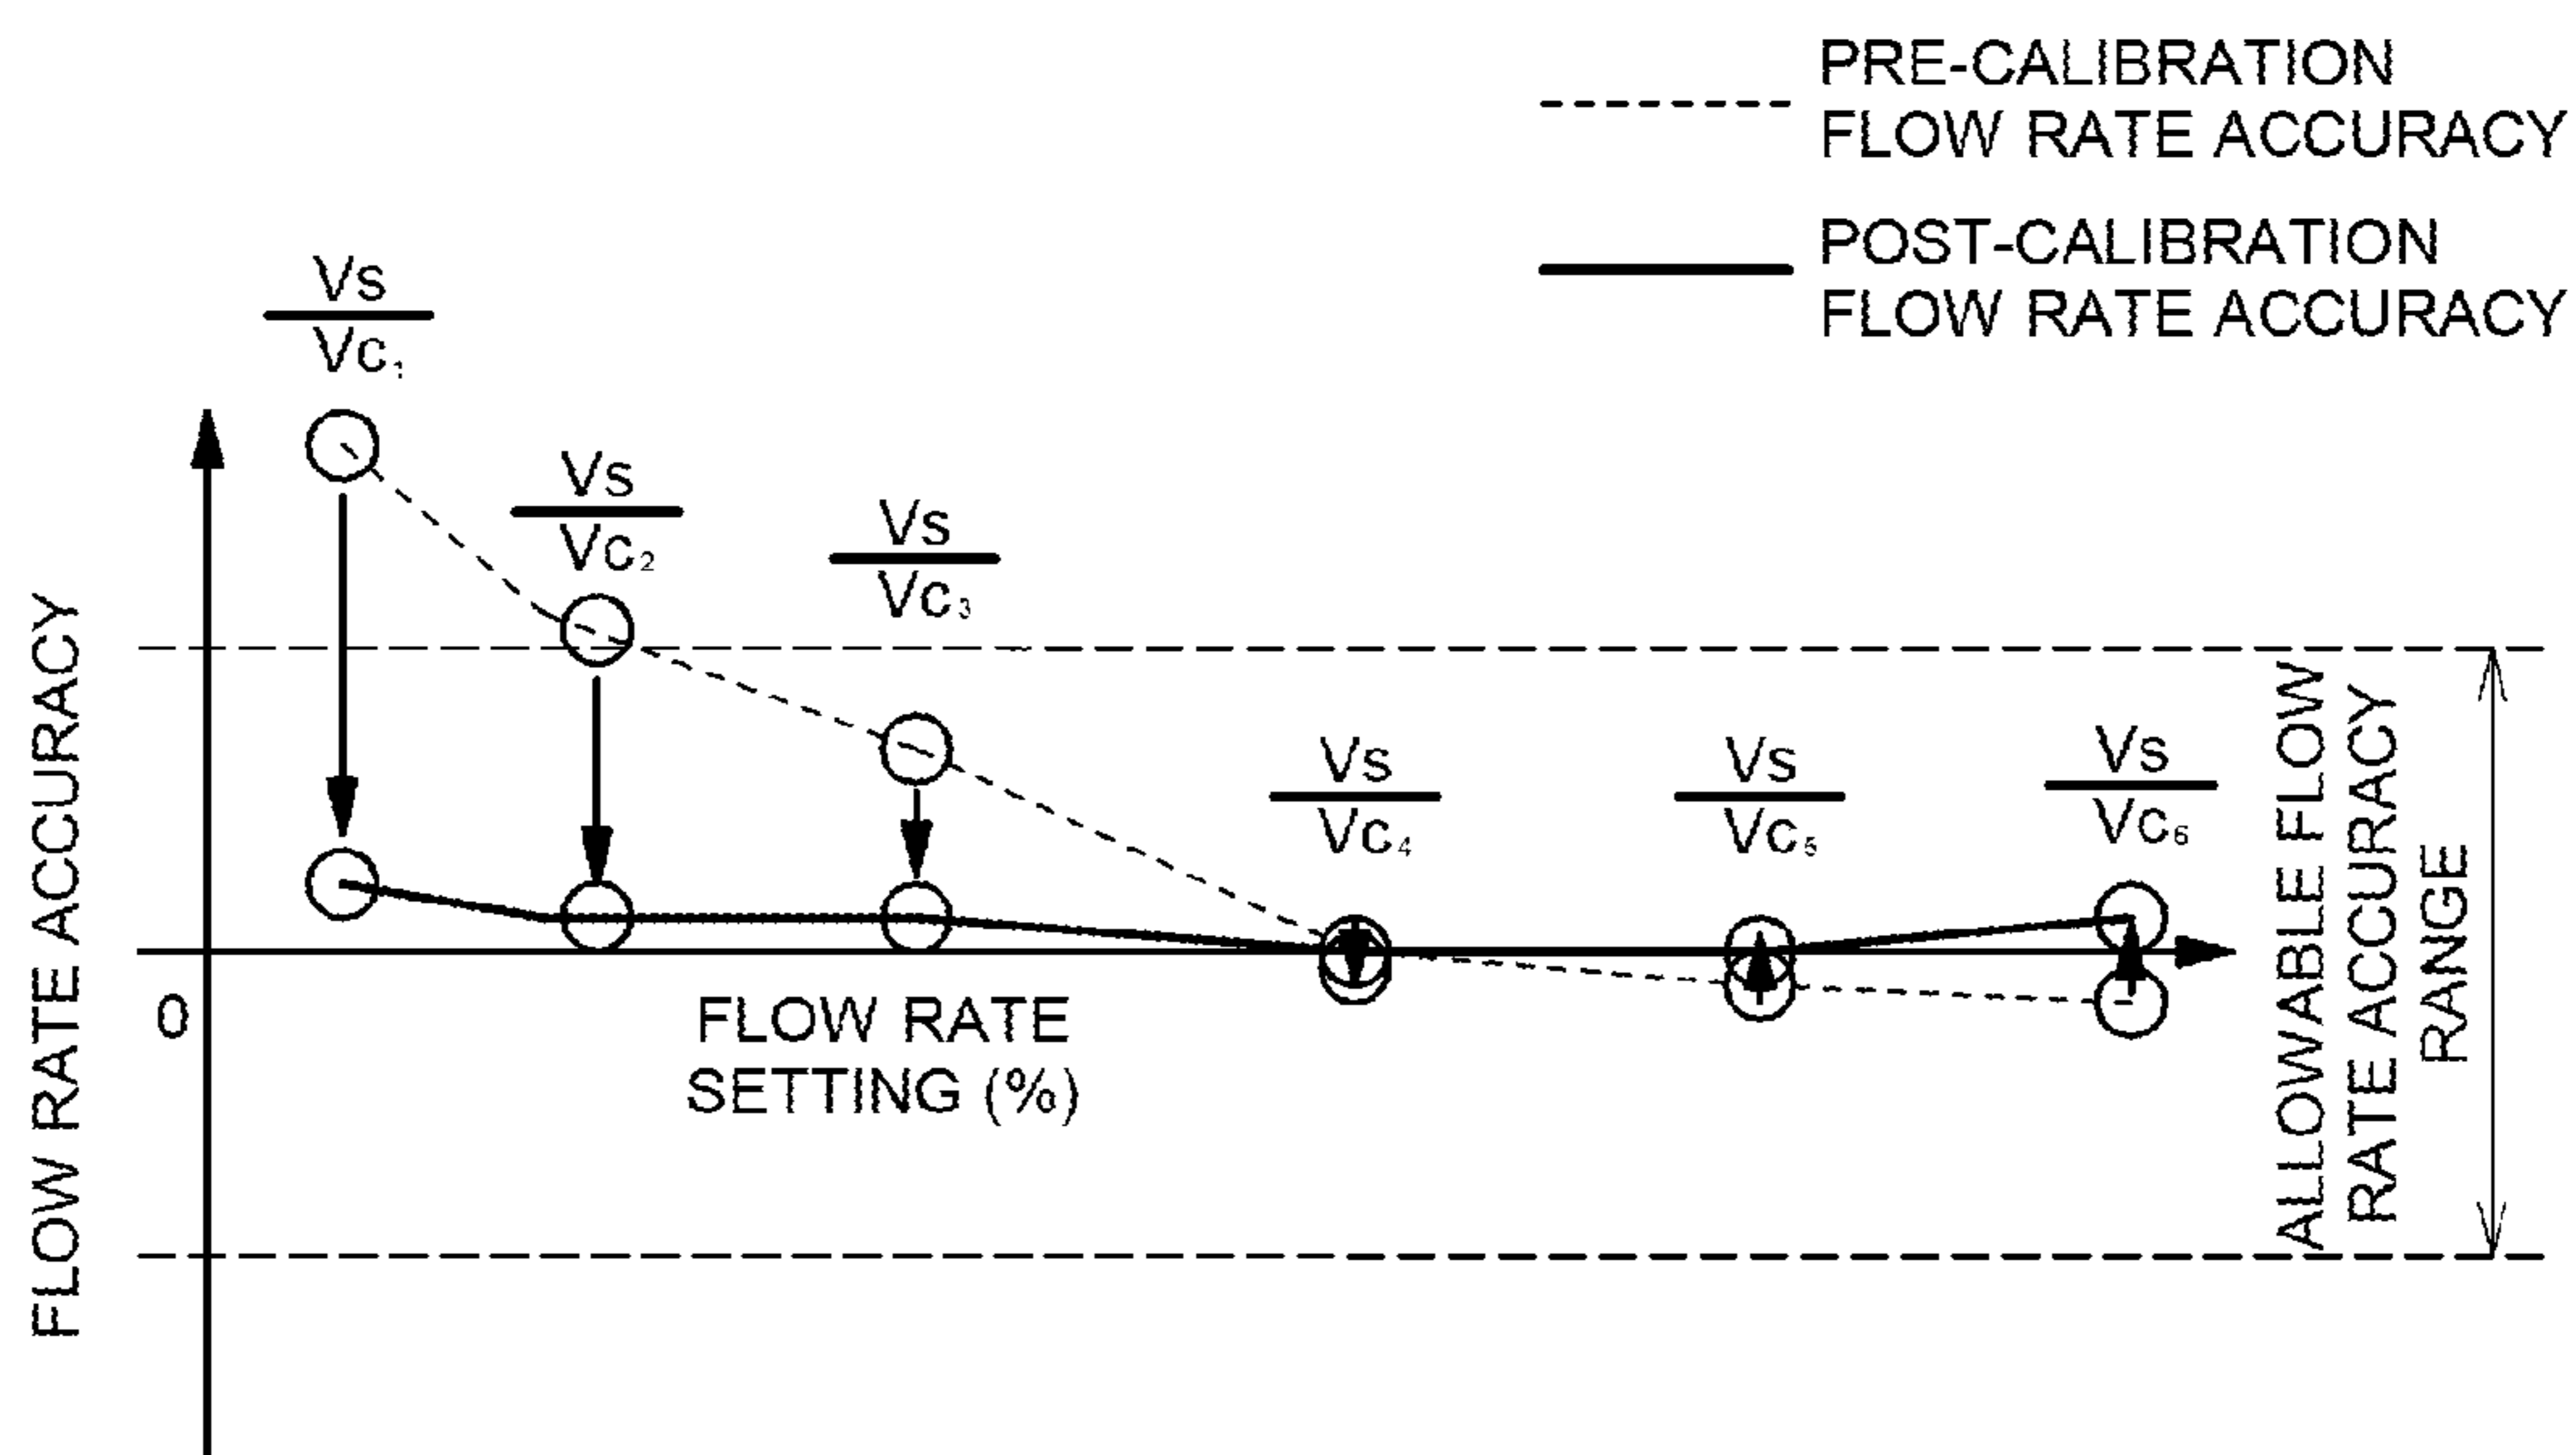 PRE-CALIBRATION
FLOW RATE ACCURACY
POST-CALIBRATION
FLOW RATE ACCURACY
Vs
Vc₁
Vs
Vc₂
Vs
Vc₃
Vs
Vc₄
Vs
Vc₅
Vs
Vc₆
FLOW RATE ACCURACY
0
FLOW RATE
SETTING (%)
ALLOWABLE FLOW
RATE ACCURACY
RANGE